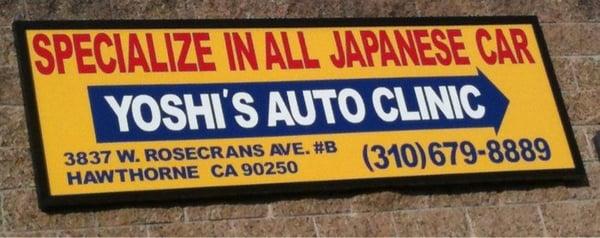 SPECIALIZE IN ALL JAPANESE CAR
YOSHI'S AUTO CLINIC
3837 W. ROSECRANS AVE. #B
HAWTHORNE CA 90250
(310)679-8889